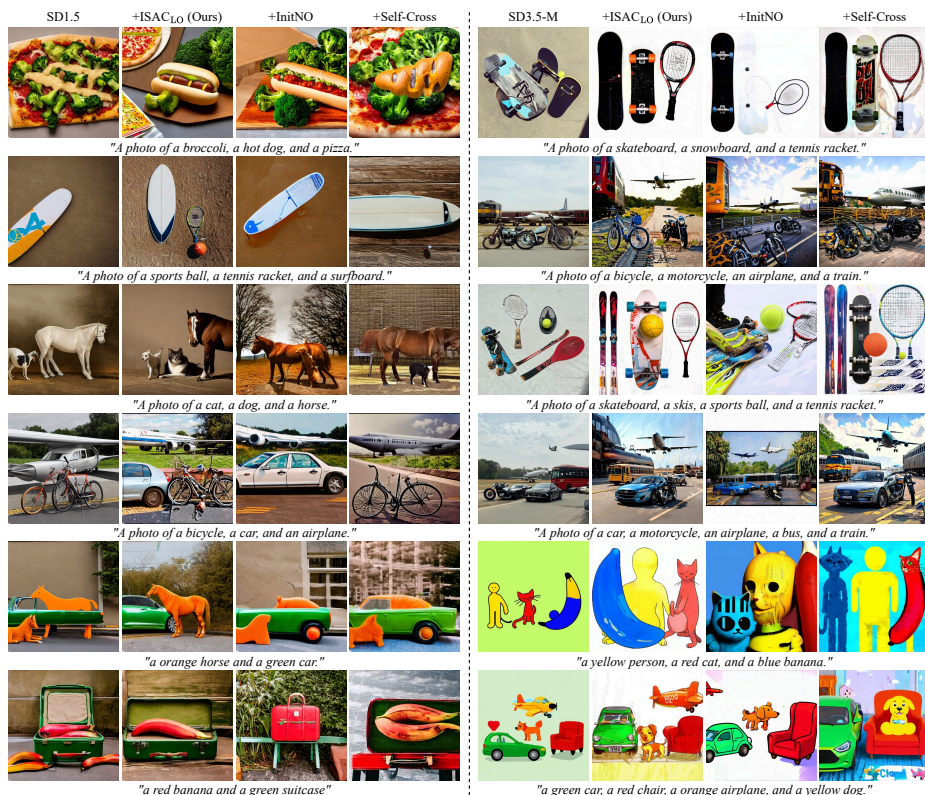 SD1.5 +ISAC_LO (Ours) +InitNO +Self-Cross
"A photo of a broccoli, a hot dog, and a pizza."
"A photo of a sports ball, a tennis racket, and a surfboard."
"A photo of a cat, a dog, and a horse."
"A photo of a bicycle, a car, and an airplane."
"a orange horse and a green car."
"a red banana and a green suitcase"
SD3.5-M +ISAC_LO (Ours) +InitNO +Self-Cross
"A photo of a skateboard, a snowboard, and a tennis racket."
"A photo of a bicycle, a motorcycle, an airplane, and a train."
"A photo of a skateboard, a skis, a sports ball, and a tennis racket."
"A photo of a car, a motorcycle, an airplane, a bus, and a train."
"a yellow person, a red cat, and a blue banana."
"a green car, a red chair, a orange airplane, and a yellow dog."